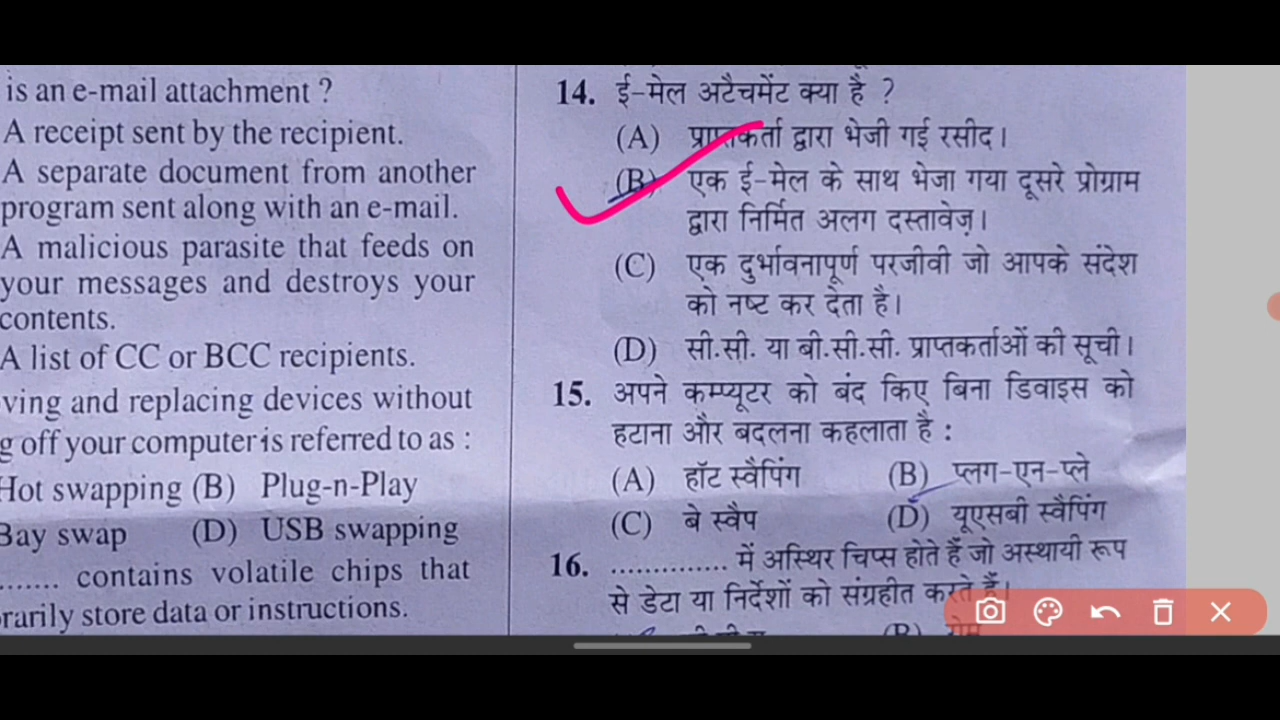 is an e-mail attachment ?
A receipt sent by the recipient.
A separate document from another
program sent along with an e-mail.
A malicious parasite that feeds on
your messages and destroys your
contents.
A list of CC or BCC recipients.
ving and replacing devices without
g off your computer is referred to as :
Hot swapping (B) Plug-n-Play
Bay swap (D) USB swapping
....... contains volatile chips that
rarily store data or instructions.
14. ई-मेल अटैचमेंट क्या है ?
(A) प्राप्तकर्ता द्वारा भेजी गई रसीद।
(B) एक ई-मेल के साथ भेजा गया दूसरे प्रोग्राम
द्वारा निर्मित अलग दस्तावेज़।
(C) एक दुर्भावनापूर्ण परजीवी जो आपके संदेश
को नष्ट कर देता है।
(D) सी.सी. या बी.सी.सी. प्राप्तकर्ताओं की सूची।
15. अपने कम्प्यूटर को बंद किए बिना डिवाइस को
हटाना और बदलना कहलाता है :
(A) हॉट स्वैपिंग (B) प्लग-एन-प्ले
(C) बे स्वैप (D) यूएसबी स्वैपिंग
16. .............. में अस्थिर चिप्स होते हैं जो अस्थायी रूप
से डेटा या निर्देशों को संग्रहीत करते हैं।
(B)